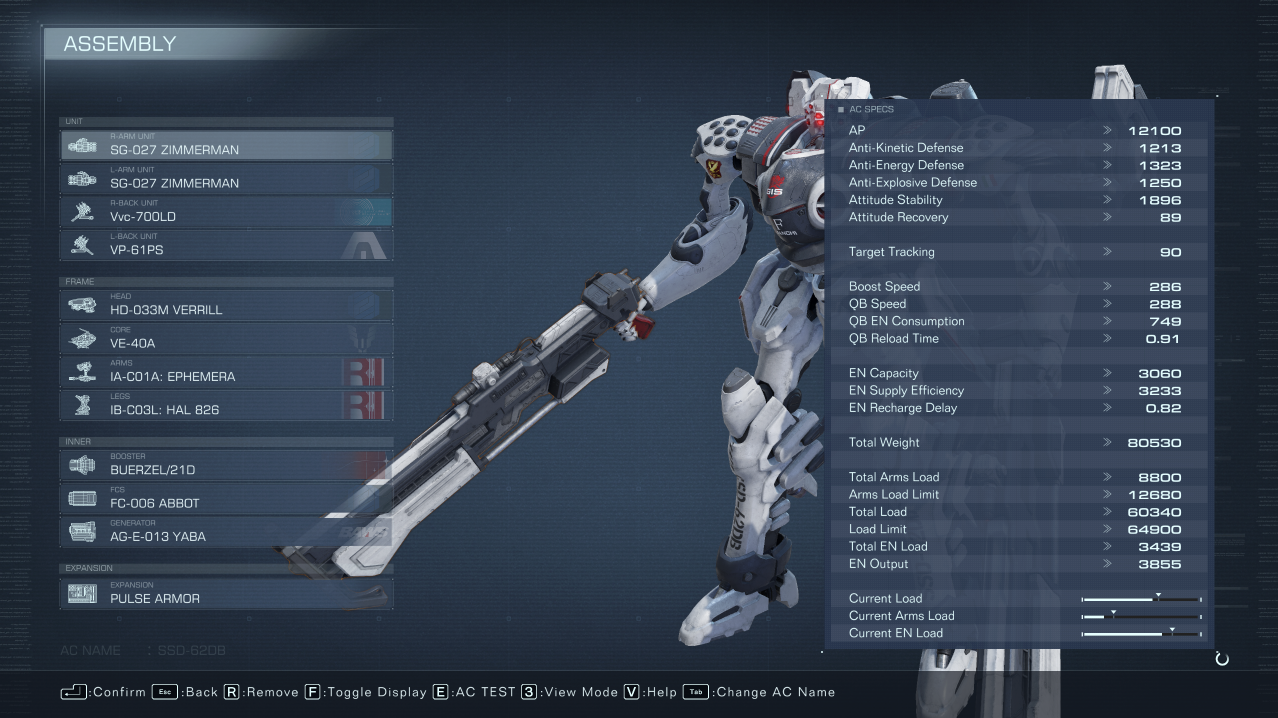 ASSEMBLY
UNIT
R-ARM UNIT
SG-027 ZIMMERMAN
L-ARM UNIT
SG-027 ZIMMERMAN
R-BACK UNIT
Vvc-700LD
L-BACK UNIT
VP-61PS
FRAME
HEAD
HD-033M VERRILL
CORE
VE-40A
ARMS
IA-C01A: EPHEMERA
LEGS
IB-C03L: HAL 826
INNER
BOOSTER
BUERZEL/21D
FCS
FC-006 ABBOT
GENERATOR
AG-E-013 YABA
EXPANSION
EXPANSION
PULSE ARMOR
AC NAME : SSD-62DB
AC SPECS
AP 12100
Anti-Kinetic Defense 1213
Anti-Energy Defense 1323
Anti-Explosive Defense 1250
Attitude Stability 1896
Attitude Recovery 89
Target Tracking 90
Boost Speed 286
QB Speed 288
QB EN Consumption 749
QB Reload Time 0.91
EN Capacity 3060
EN Supply Efficiency 3233
EN Recharge Delay 0.82
Total Weight 80530
Total Arms Load 8800
Arms Load Limit 12680
Total Load 60340
Load Limit 64900
Total EN Load 3439
EN Output 3855
Current Load
Current Arms Load
Current EN Load
:Confirm Esc :Back R :Remove F :Toggle Display E :AC TEST 3 :View Mode V :Help Tab :Change AC Name